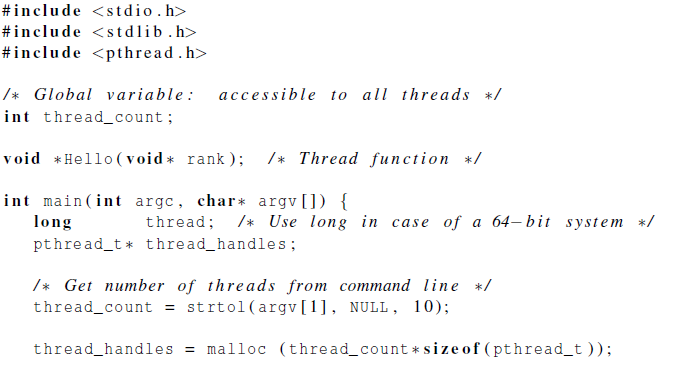 #include <stdio.h>
#include <stdlib.h>
#include <pthread.h>
/* Global variable: accessible to all threads */
int thread_count;
void *Hello(void* rank); /* Thread function */
int main(int argc, char* argv[]) {
long thread; /* Use long in case of a 64-bit system */
pthread_t* thread_handles;
/* Get number of threads from command line */
thread_count = strtol(argv[1], NULL, 10);
thread_handles = malloc (thread_count*sizeof(pthread_t));